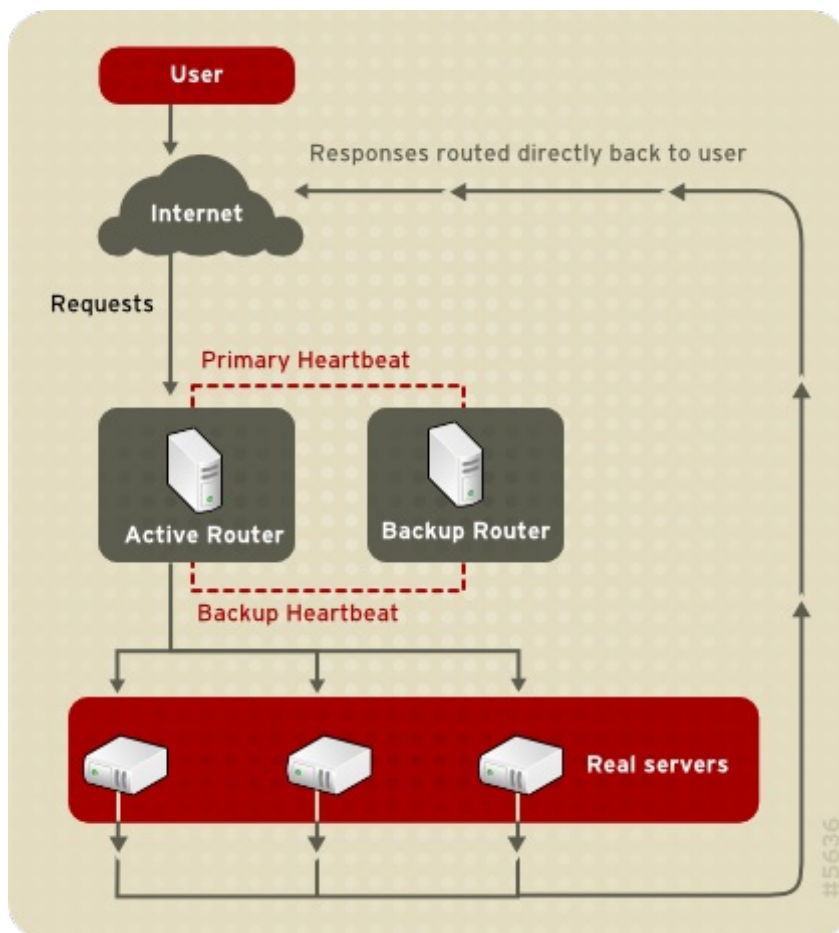 User
Responses routed directly back to user
Internet
Requests
Primary Heartbeat
Active Router
Backup Router
Backup Heartbeat
Real servers
#5636